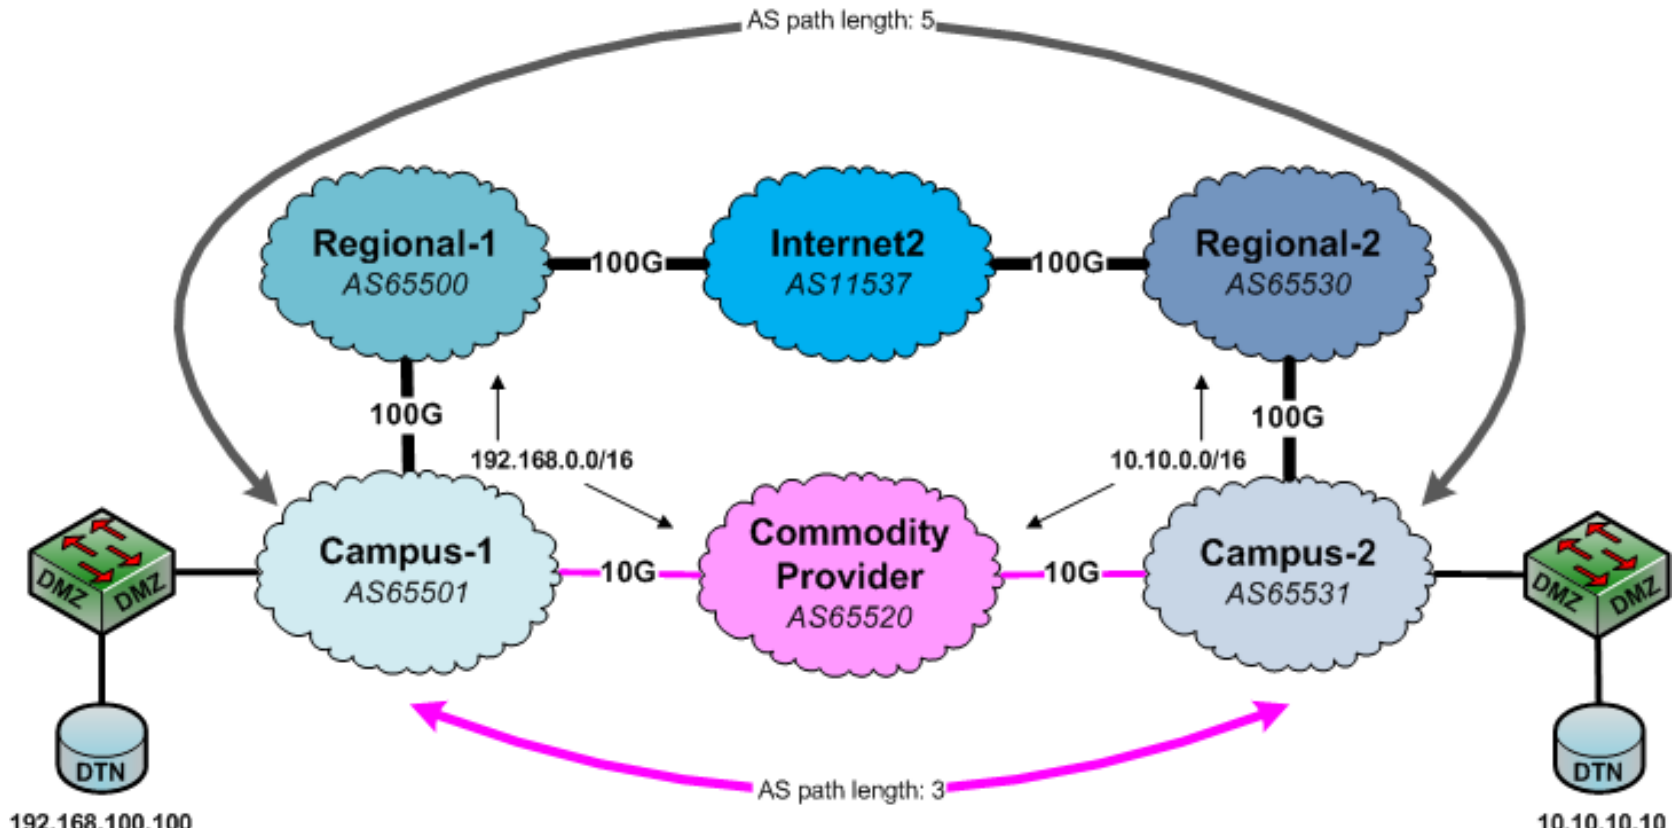 AS path length: 5
Regional-1
AS65500
100G
Internet2
AS11537
100G
Regional-2
AS65530
100G
100G
192.168.0.0/16
10.10.0.0/16
Campus-1
AS65501
10G
Commodity
Provider
AS65520
10G
Campus-2
AS65531
DMZ
DMZ
DMZ
DMZ
DTN
DTN
AS path length: 3
192.168.100.100
10.10.10.10